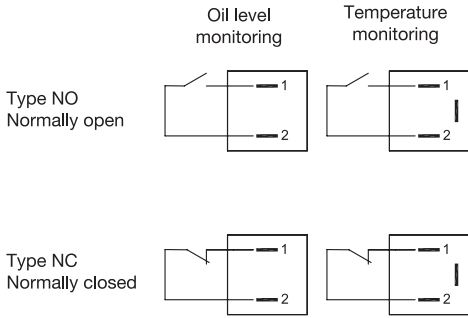 Oil level
monitoring
Temperature
monitoring
Type NO
Normally open
1
2
1
2
Type NC
Normally closed
1
2
1
2